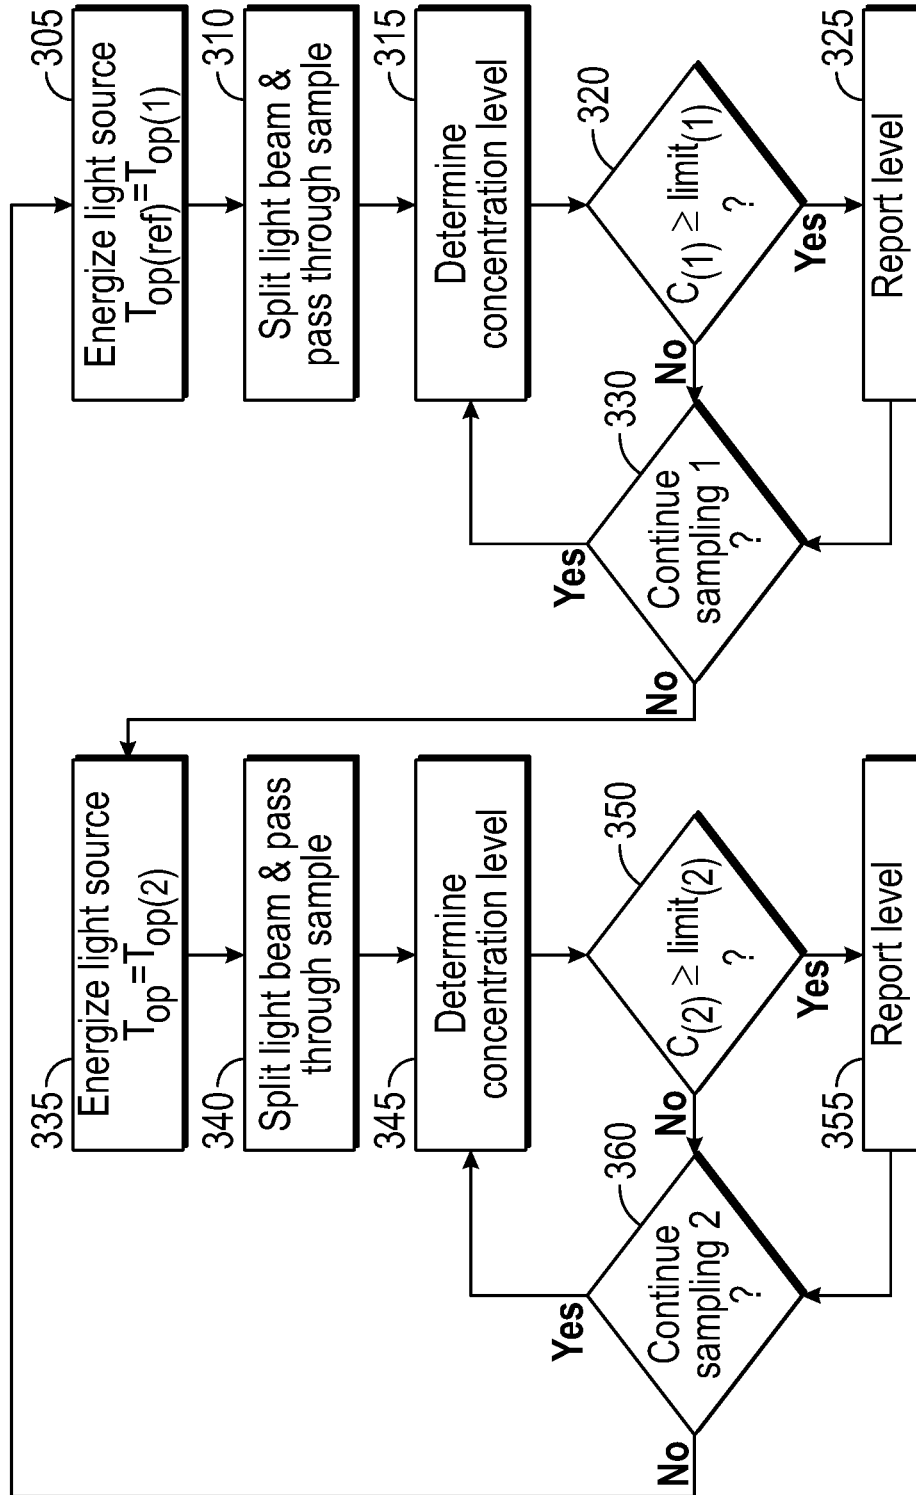 305
Energize light source
Top(ref)=Top(1)
310
Split light beam &
pass through sample
315
Determine
concentration level
320
C(1) ≥ limit(1)
?
Yes
No
325
Report level
330
Continue
sampling 1
?
Yes
No
335
Energize light source
Top=Top(2)
340
Split light beam & pass
through sample
345
Determine
concentration level
350
C(2) ≥ limit(2)
?
Yes
No
355
Report level
360
Continue
sampling 2
?
Yes
No